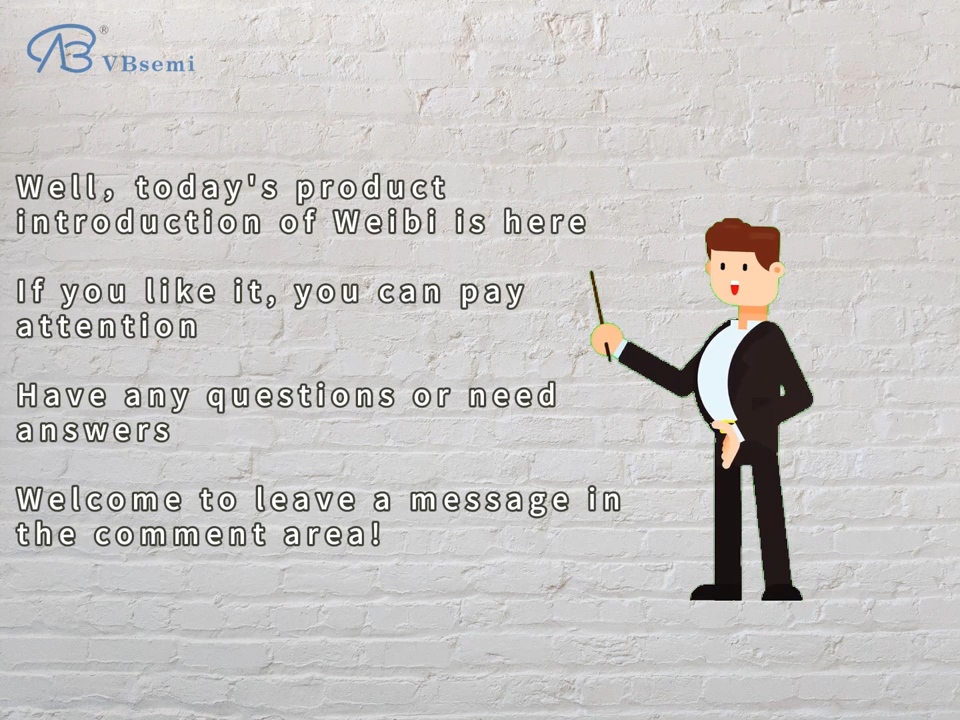 VBsemi
®
Well, today's product
introduction of Weibi is here
If you like it, you can pay
attention
Have any questions or need
answers
Welcome to leave a message in
the comment area!